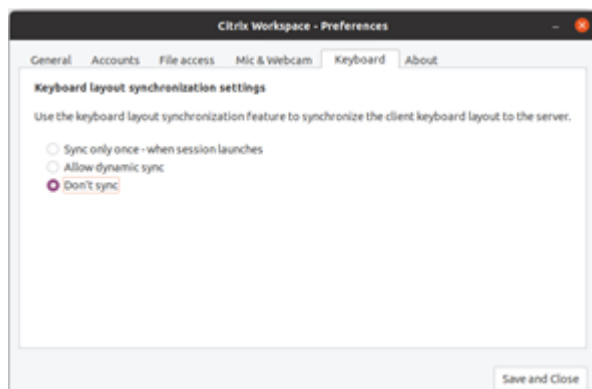 Citrix Workspace - Preferences
General Accounts File access Mic & Webcam Keyboard About
Keyboard layout synchronization settings
Use the keyboard layout synchronization feature to synchronize the client keyboard layout to the server.
Sync only once - when session launches
Allow dynamic sync
Don't sync
Save and Close